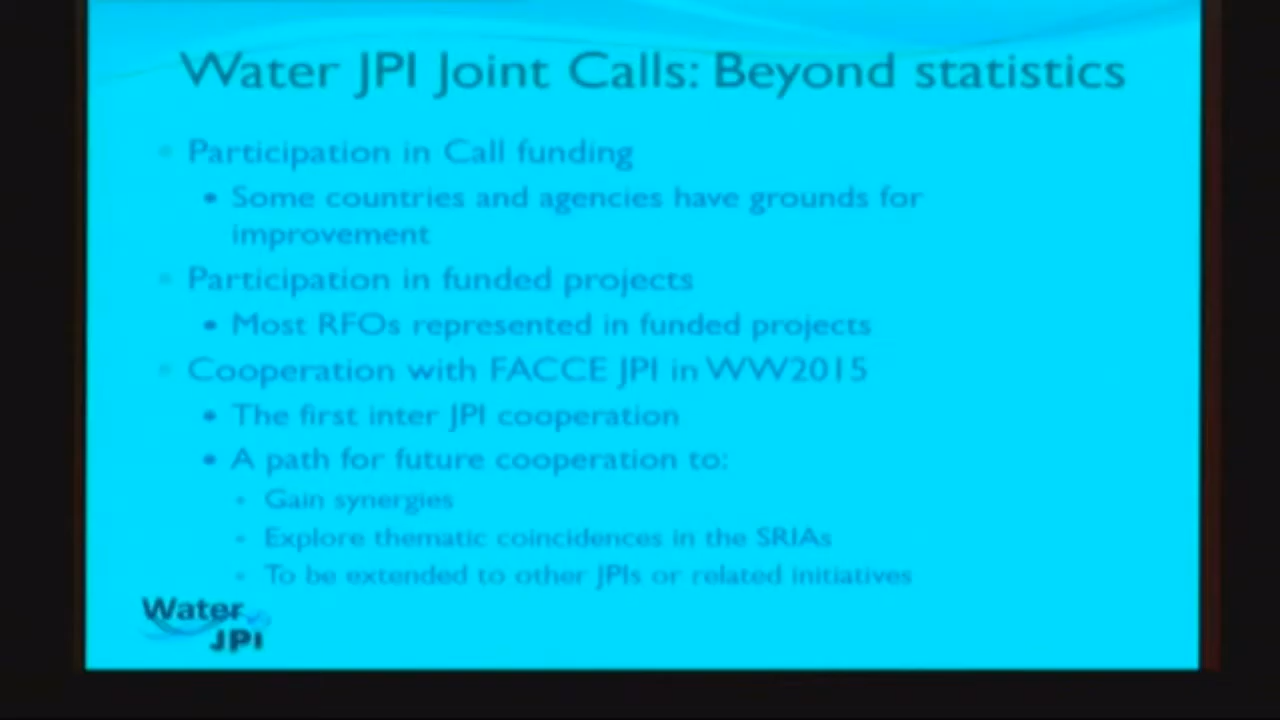 Water JPI Joint Calls: Beyond statistics
Participation in Call funding
Some countries and agencies have grounds for
improvement
Participation in funded projects
Most RFOs represented in funded projects
Cooperation with FACCE JPI in WW2015
The first inter JPI cooperation
A path for future cooperation to:
Gain synergies
Explore thematic coincidences in the SRIAs
To be extended to other JPIs or related initiatives
Water
JPI